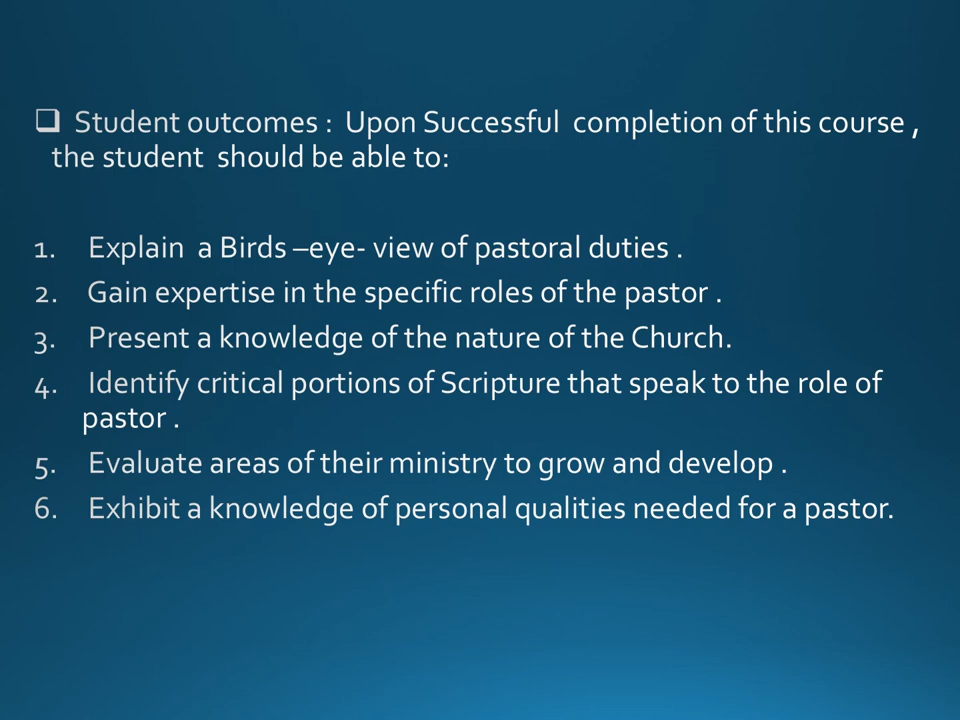 ❑ Student outcomes : Upon Successful completion of this course ,
the student should be able to:
1. Explain a Birds –eye- view of pastoral duties .
2. Gain expertise in the specific roles of the pastor .
3. Present a knowledge of the nature of the Church.
4. Identify critical portions of Scripture that speak to the role of
pastor .
5. Evaluate areas of their ministry to grow and develop .
6. Exhibit a knowledge of personal qualities needed for a pastor.